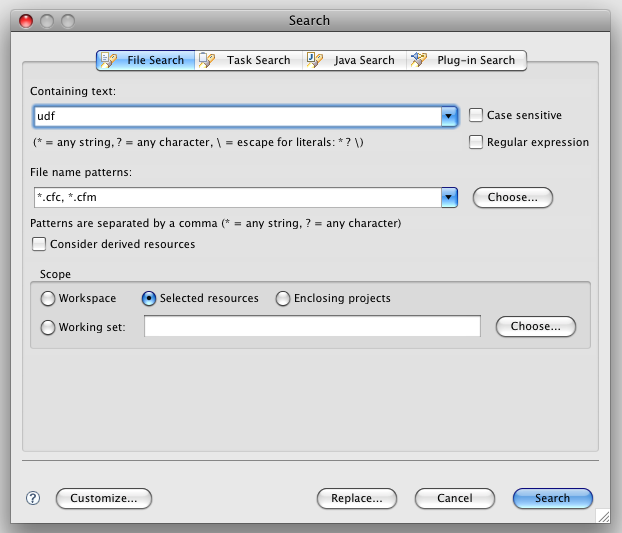 Search
File Search Task Search Java Search Plug-in Search
Containing text:
udf Case sensitive
(* = any string, ? = any character, \ = escape for literals: * ? \) Regular expression
File name patterns:
*.cfc, *.cfm Choose...
Patterns are separated by a comma (* = any string, ? = any character)
Consider derived resources
Scope
Workspace Selected resources Enclosing projects
Working set: Choose...
? Customize... Replace... Cancel Search